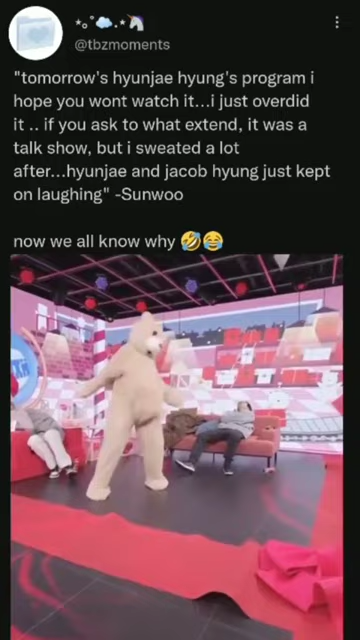 @tbzmoments
"tomorrow's hyunjae hyung's program i
hope you wont watch it...i just overdid
it .. if you ask to what extend, it was a
talk show, but i sweated a lot
after...hyunjae and jacob hyung just kept
on laughing" -Sunwoo
now we all know why 🤣😂